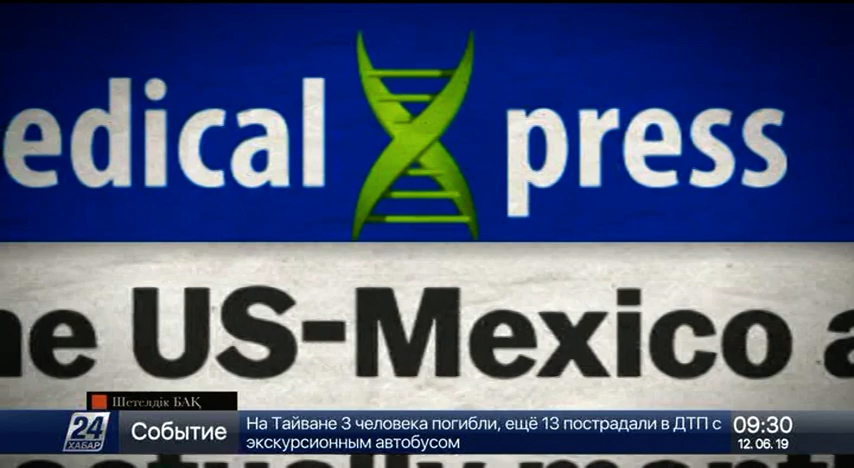 edical press
he US-Mexico a
Шетелдік БАҚ
24
ХАБАР
Событие
На Тайване 3 человека погибли, ещё 13 пострадали в ДТП с
экскурсионным автобусом
09:30
12.06.19